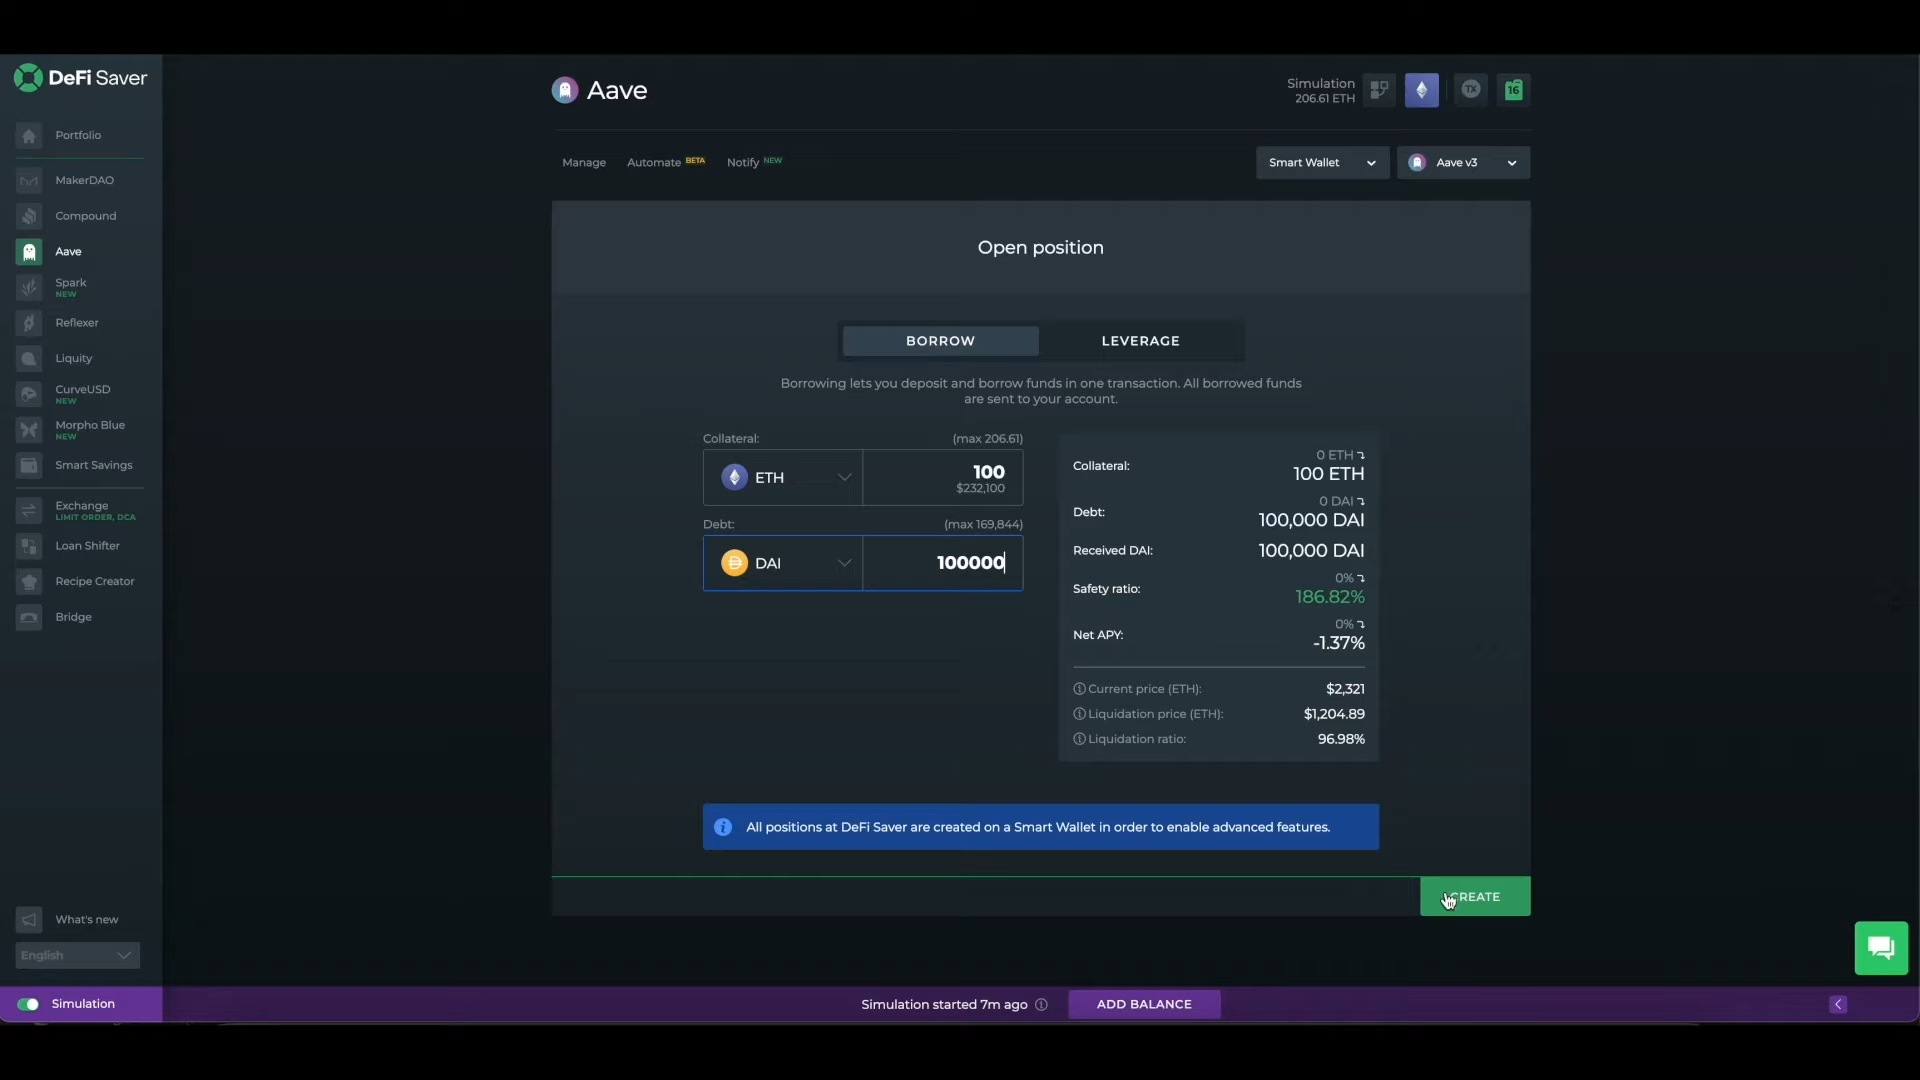 DeFi Saver
Portfolio
MakerDAO
Compound
Aave
Spark
NEW
Reflexer
Liquity
CurveUSD
NEW
Morpho Blue
NEW
Smart Savings
Exchange
LIMIT ORDER, DCA
Loan Shifter
Recipe Creator
Bridge
What's new
English
Simulation
Aave
Simulation
206.61 ETH
TX
16
Manage
Automate BETA
Notify NEW
Smart Wallet
Aave v3
Open position
BORROW
LEVERAGE
Borrowing lets you deposit and borrow funds in one transaction. All borrowed funds
are sent to your account.
Collateral: (max 206.61)
ETH 100
$232,100
Debt: (max 169,844)
DAI 100000
0 ETH
Collateral: 100 ETH
0 DAI
Debt: 100,000 DAI
Received DAI: 100,000 DAI
0%
Safety ratio: 186.82%
0%
Net APY: -1.37%
Current price (ETH): $2,321
Liquidation price (ETH): $1,204.89
Liquidation ratio: 96.98%
All positions at DeFi Saver are created on a Smart Wallet in order to enable advanced features.
CREATE
Simulation started 7m ago
ADD BALANCE